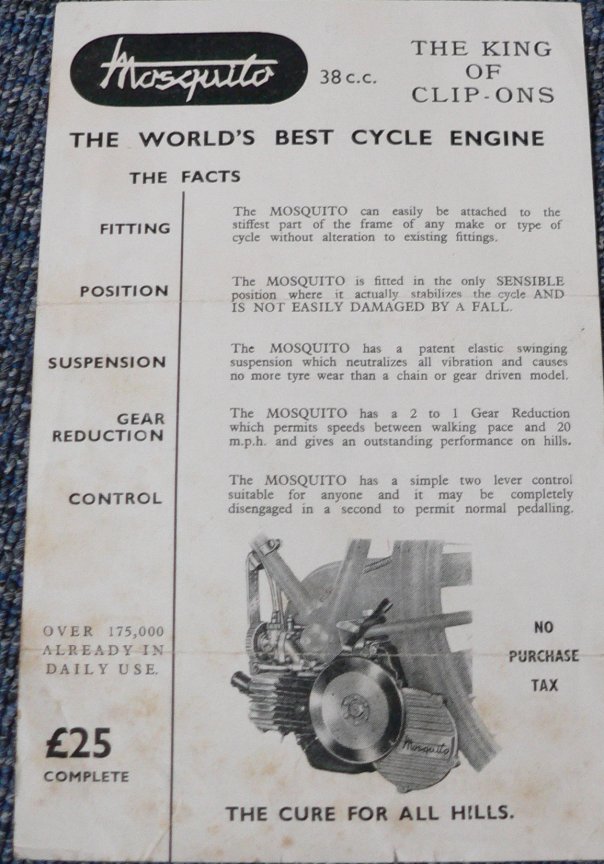 Mosquito 38 c.c.
THE KING
OF
CLIP-ONS
THE WORLD'S BEST CYCLE ENGINE
THE FACTS
FITTING
The MOSQUITO can easily be attached to the
stiffest part of the frame of any make or type of
cycle without alteration to existing fittings.
POSITION
The MOSQUITO is fitted in the only SENSIBLE
position where it actually stabilizes the cycle AND
IS NOT EASILY DAMAGED BY A FALL.
SUSPENSION
The MOSQUITO has a patent elastic swinging
suspension which neutralizes all vibration and causes
no more tyre wear than a chain or gear driven model.
GEAR
REDUCTION
The MOSQUITO has a 2 to 1 Gear Reduction
which permits speeds between walking pace and 20
m.p.h. and gives an outstanding performance on hills.
CONTROL
The MOSQUITO has a simple two lever control
suitable for anyone and it may be completely
disengaged in a second to permit normal pedalling.
OVER 175,000
ALREADY IN
DAILY USE.
£25
COMPLETE
Mosquito
NO
PURCHASE
TAX
THE CURE FOR ALL HILLS.